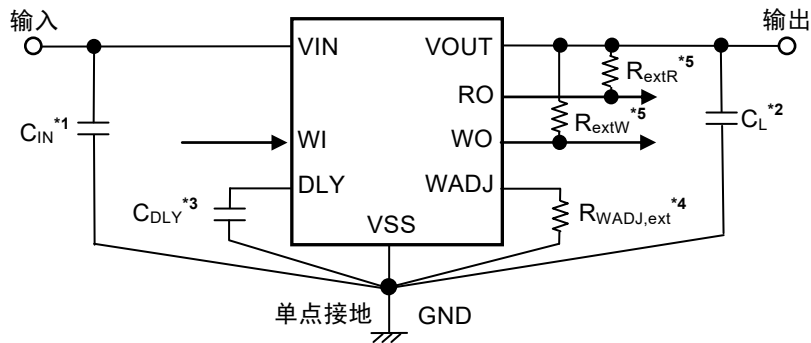 输入
输出
VIN
VOUT
RextR*5
RO
CIN*1
RextW*5
CL*2
WI
WO
DLY
WADJ
CDLY*3
RWADJ,ext*4
VSS
单点接地
GND